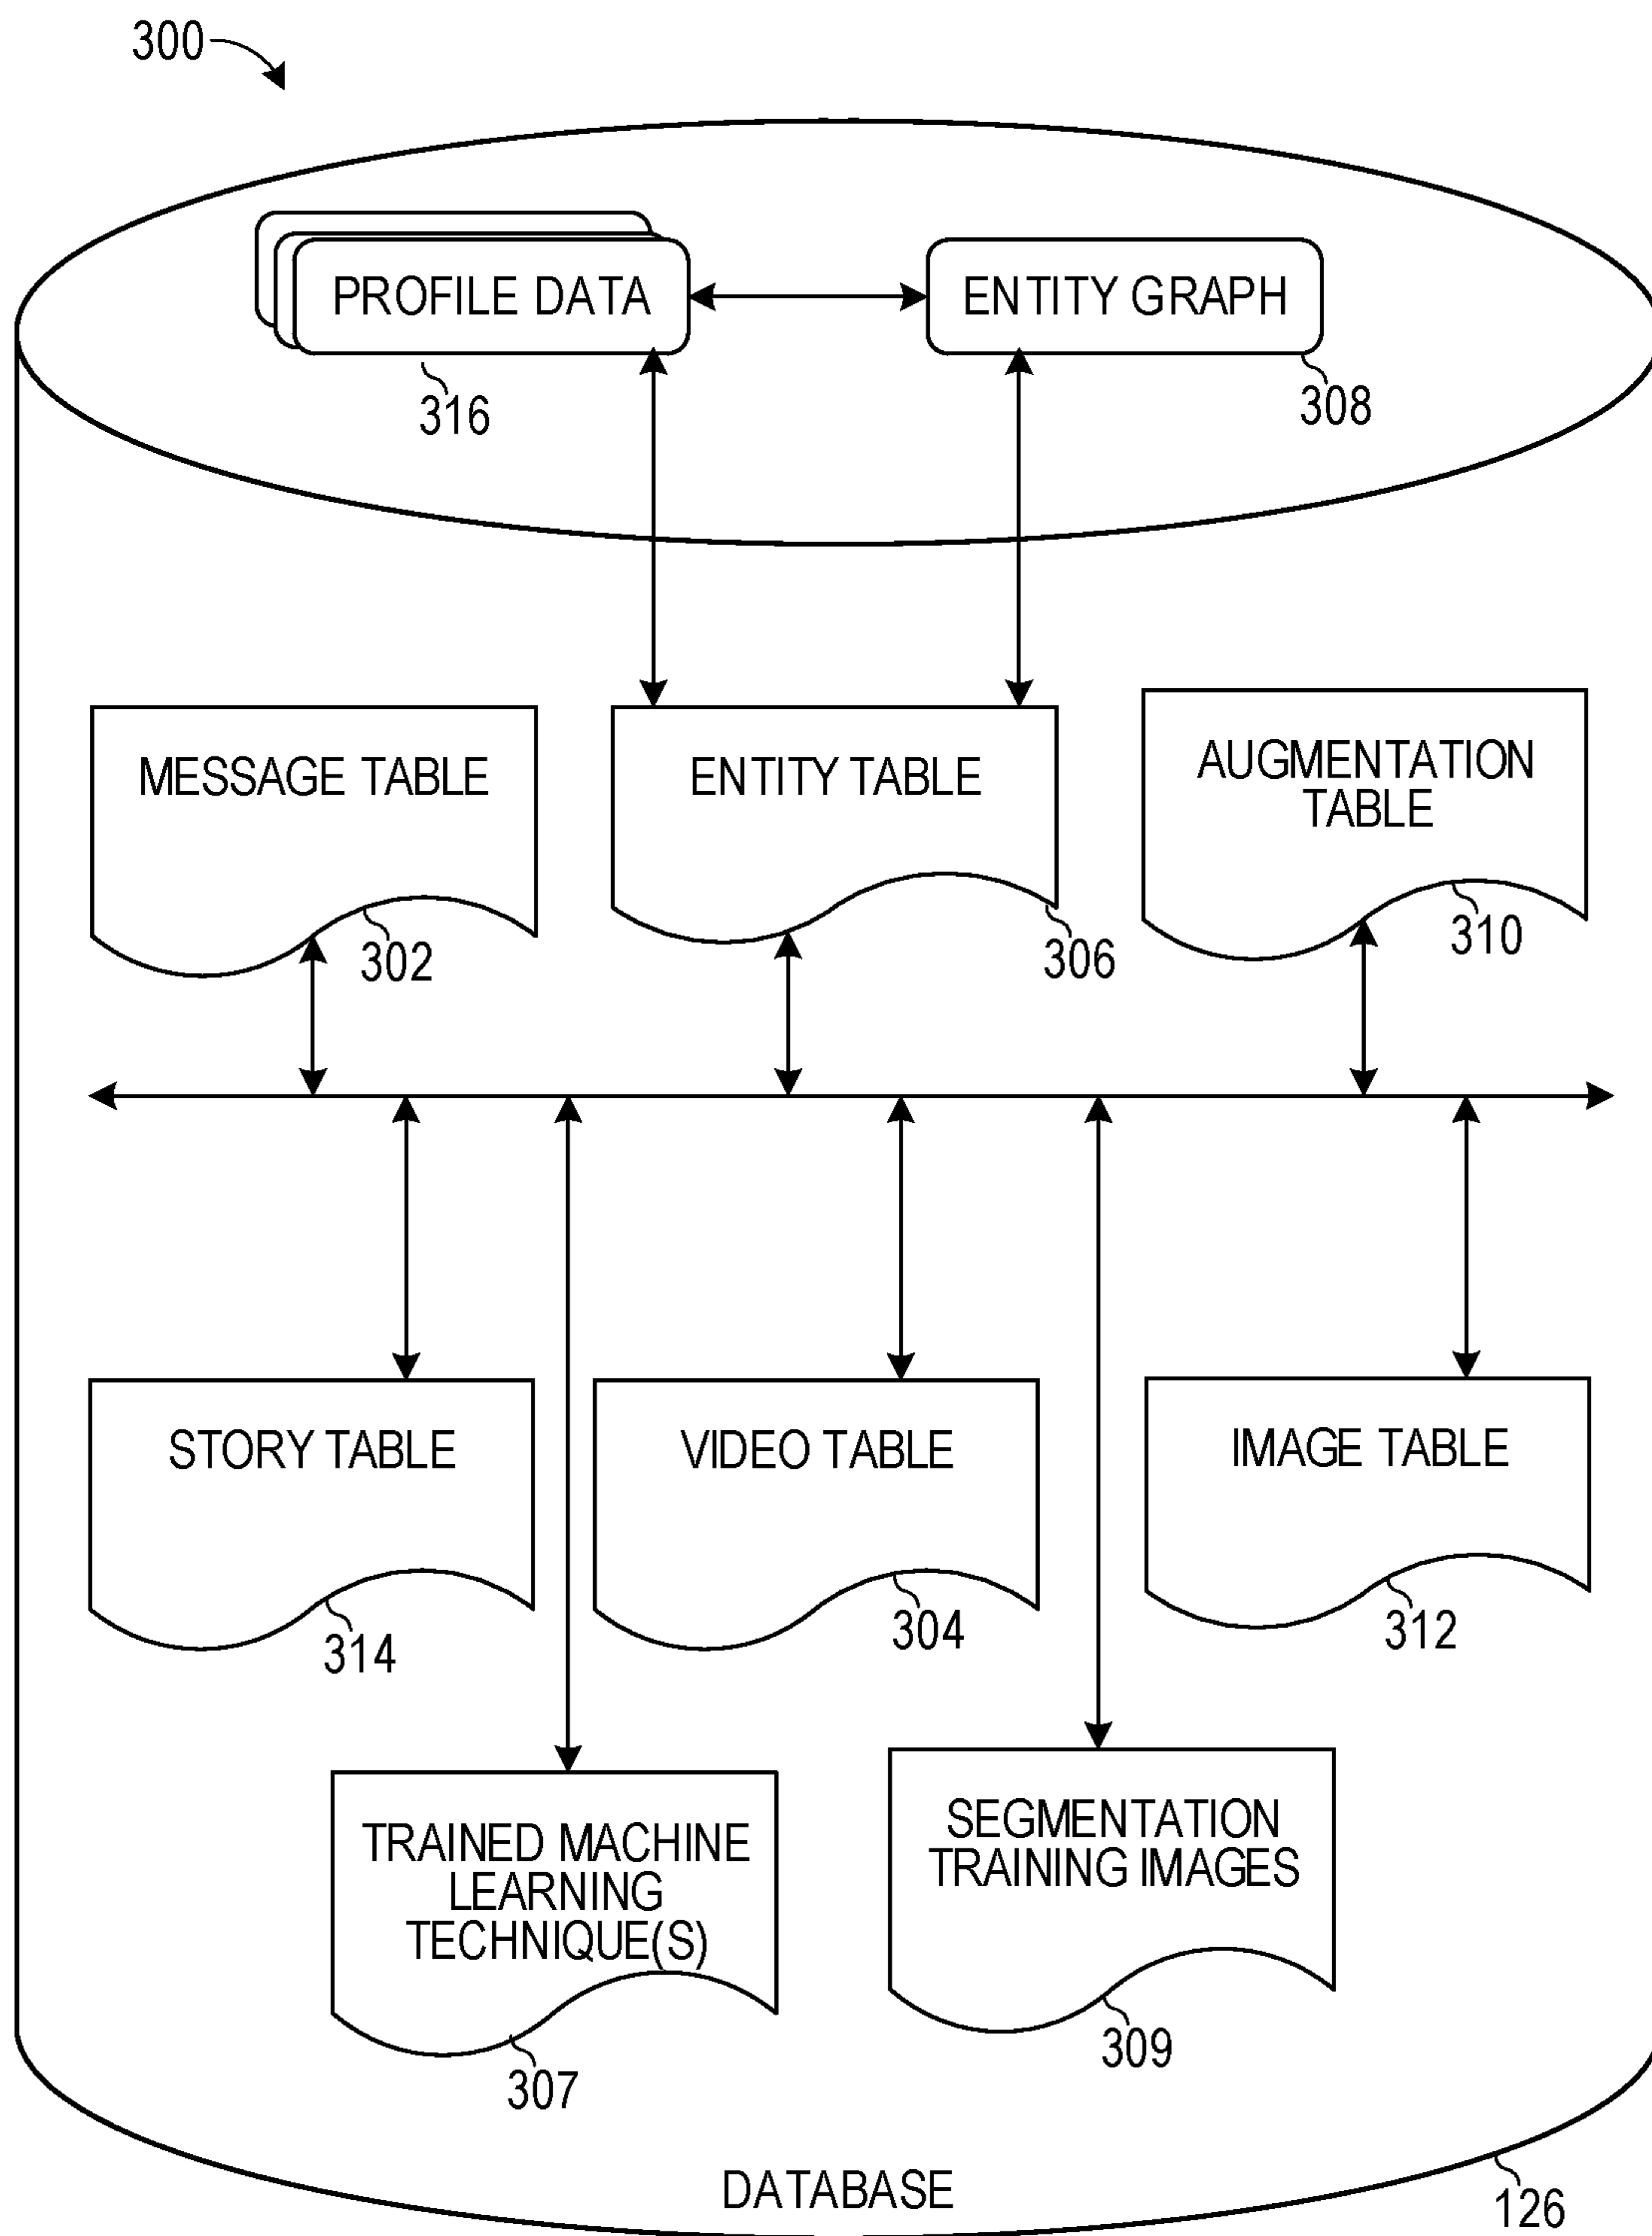 300
PROFILE DATA
ENTITY GRAPH
316
308
MESSAGE TABLE
ENTITY TABLE
AUGMENTATION
TABLE
302
306
310
STORY TABLE
VIDEO TABLE
IMAGE TABLE
314
304
312
TRAINED MACHINE
LEARNING
TECHNIQUE(S)
SEGMENTATION
TRAINING IMAGES
307
309
DATABASE
126